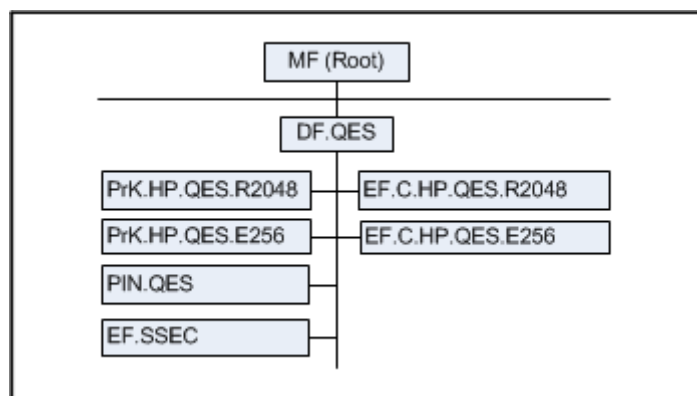 MF (Root)
DF.QES
PrK.HP.QES.R2048
EF.C.HP.QES.R2048
PrK.HP.QES.E256
EF.C.HP.QES.E256
PIN.QES
EF.SSEC